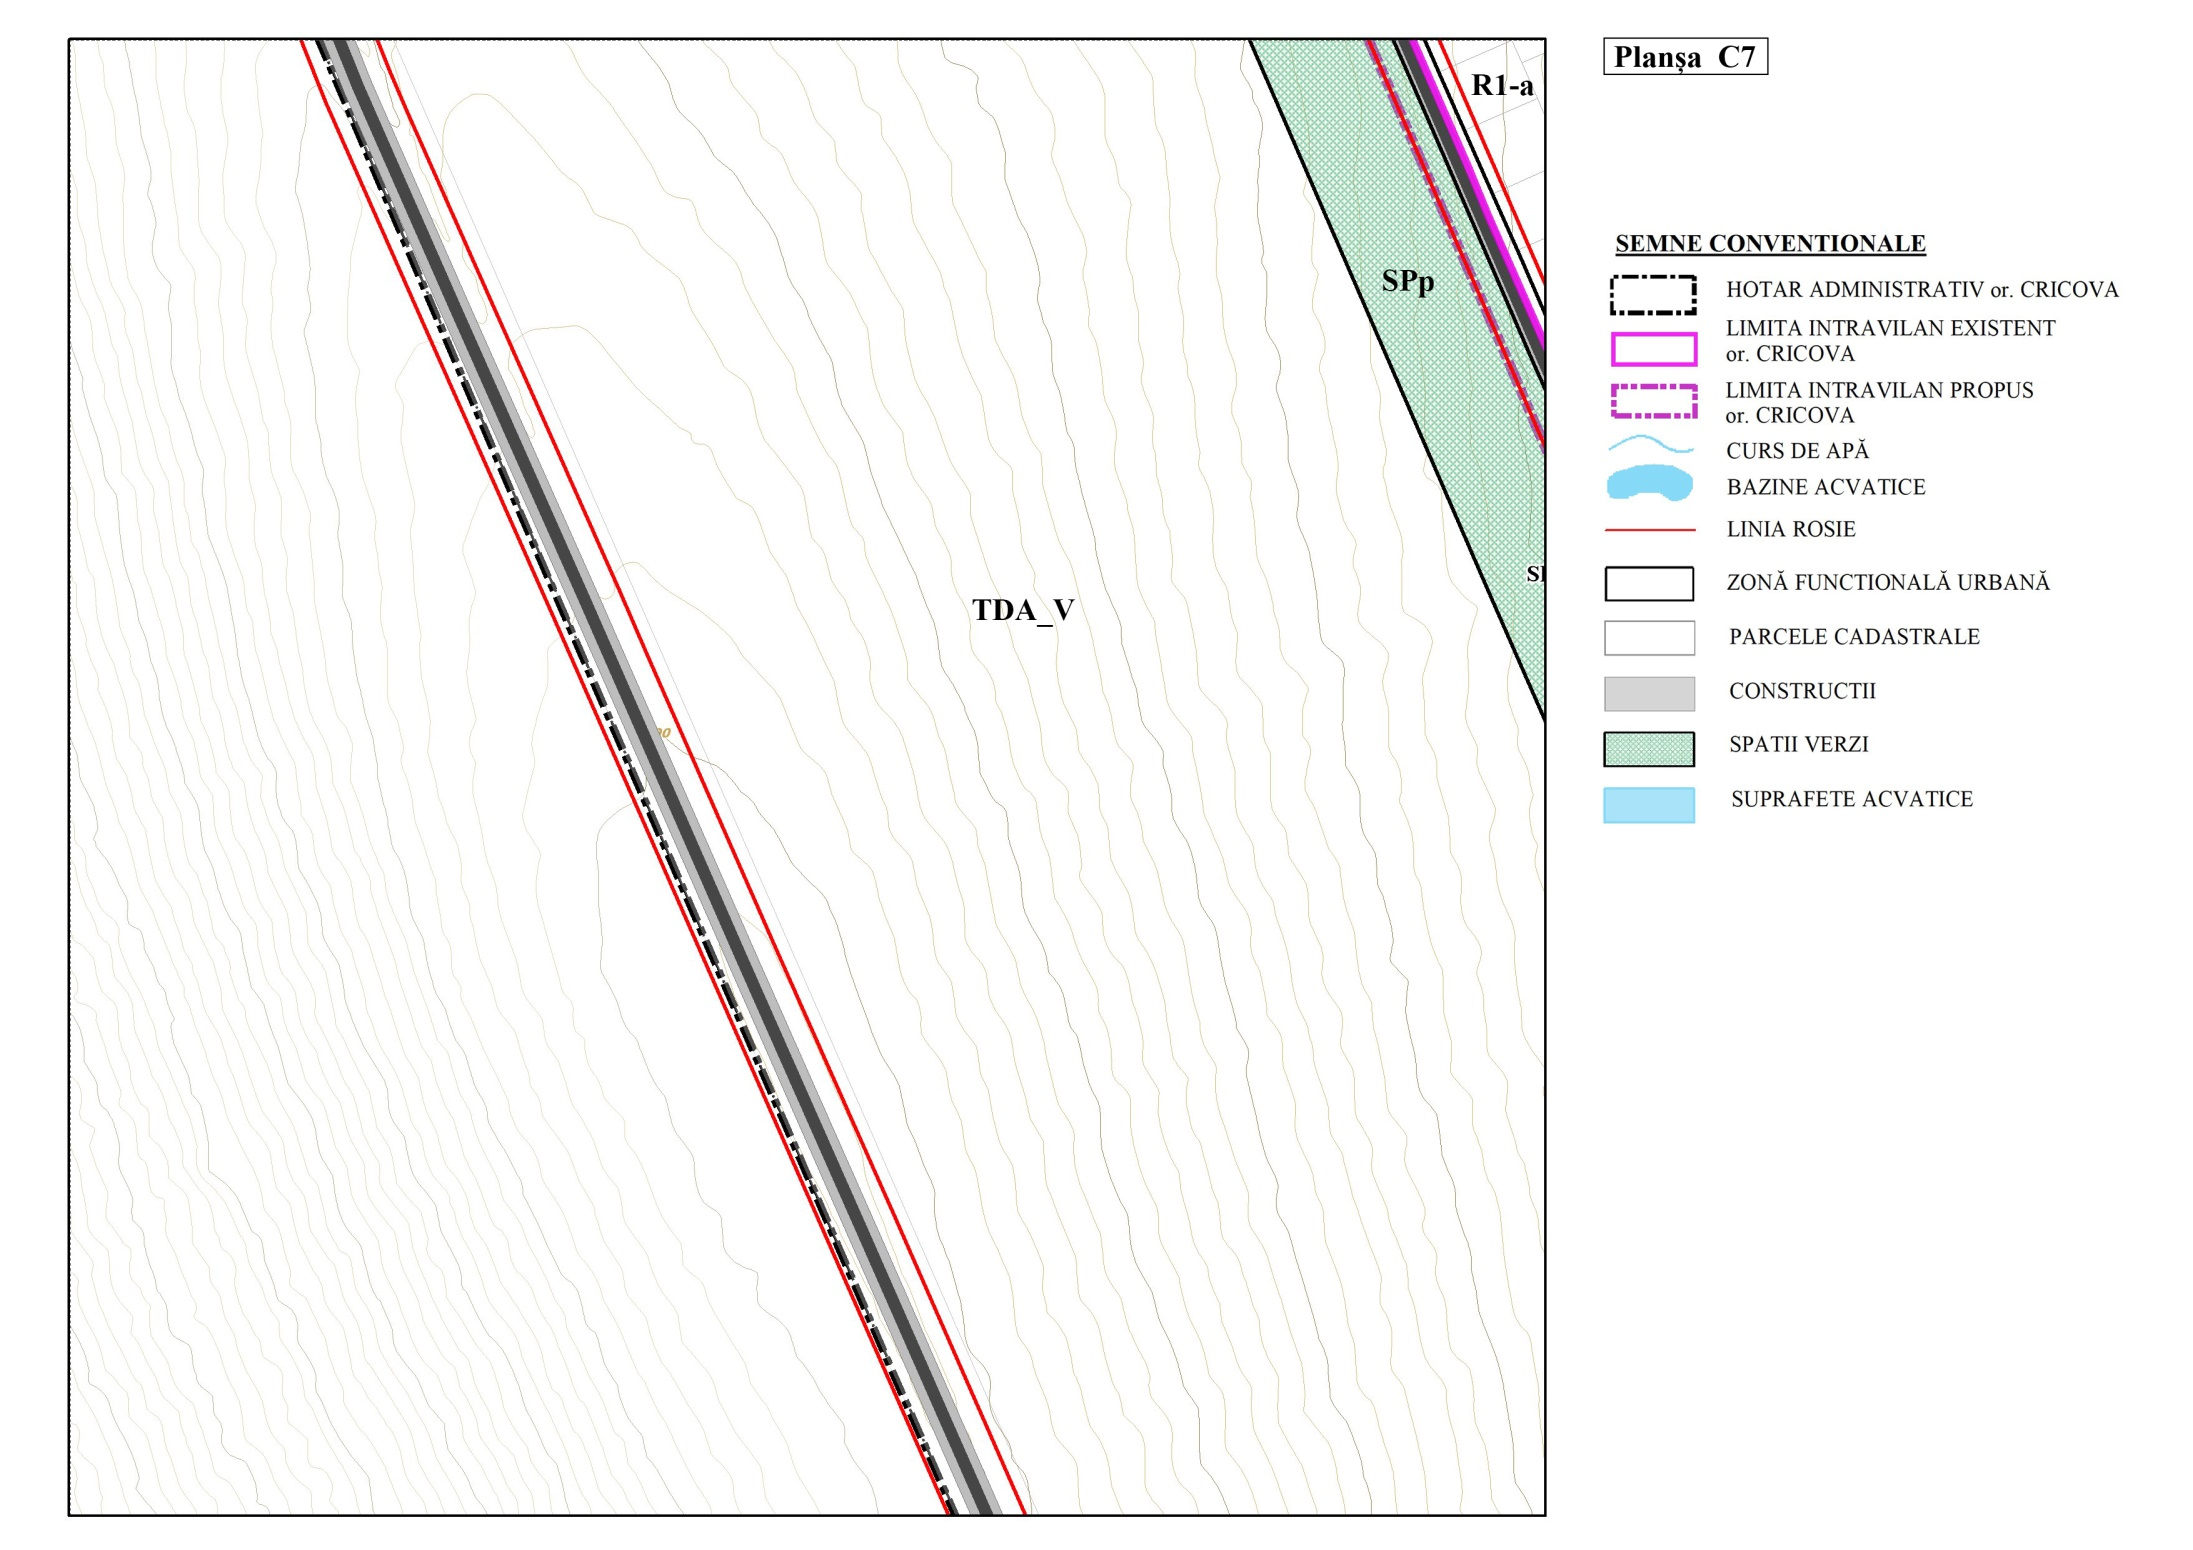 Planșa C7
R1-a
SEMNE CONVENTIONALE
SPp
HOTAR ADMINISTRATIV or. CRICOVA
LIMITA INTRAVILAN EXISTENT
or. CRICOVA
LIMITA INTRAVILAN PROPUS
or. CRICOVA
CURS DE APĂ
BAZINE ACVATICE
LINIA ROSIE
ZONĂ FUNCTIONALĂ URBANĂ
TDA_V
PARCELE CADASTRALE
CONSTRUCTII
SPATII VERZI
SUPRAFETE ACVATICE